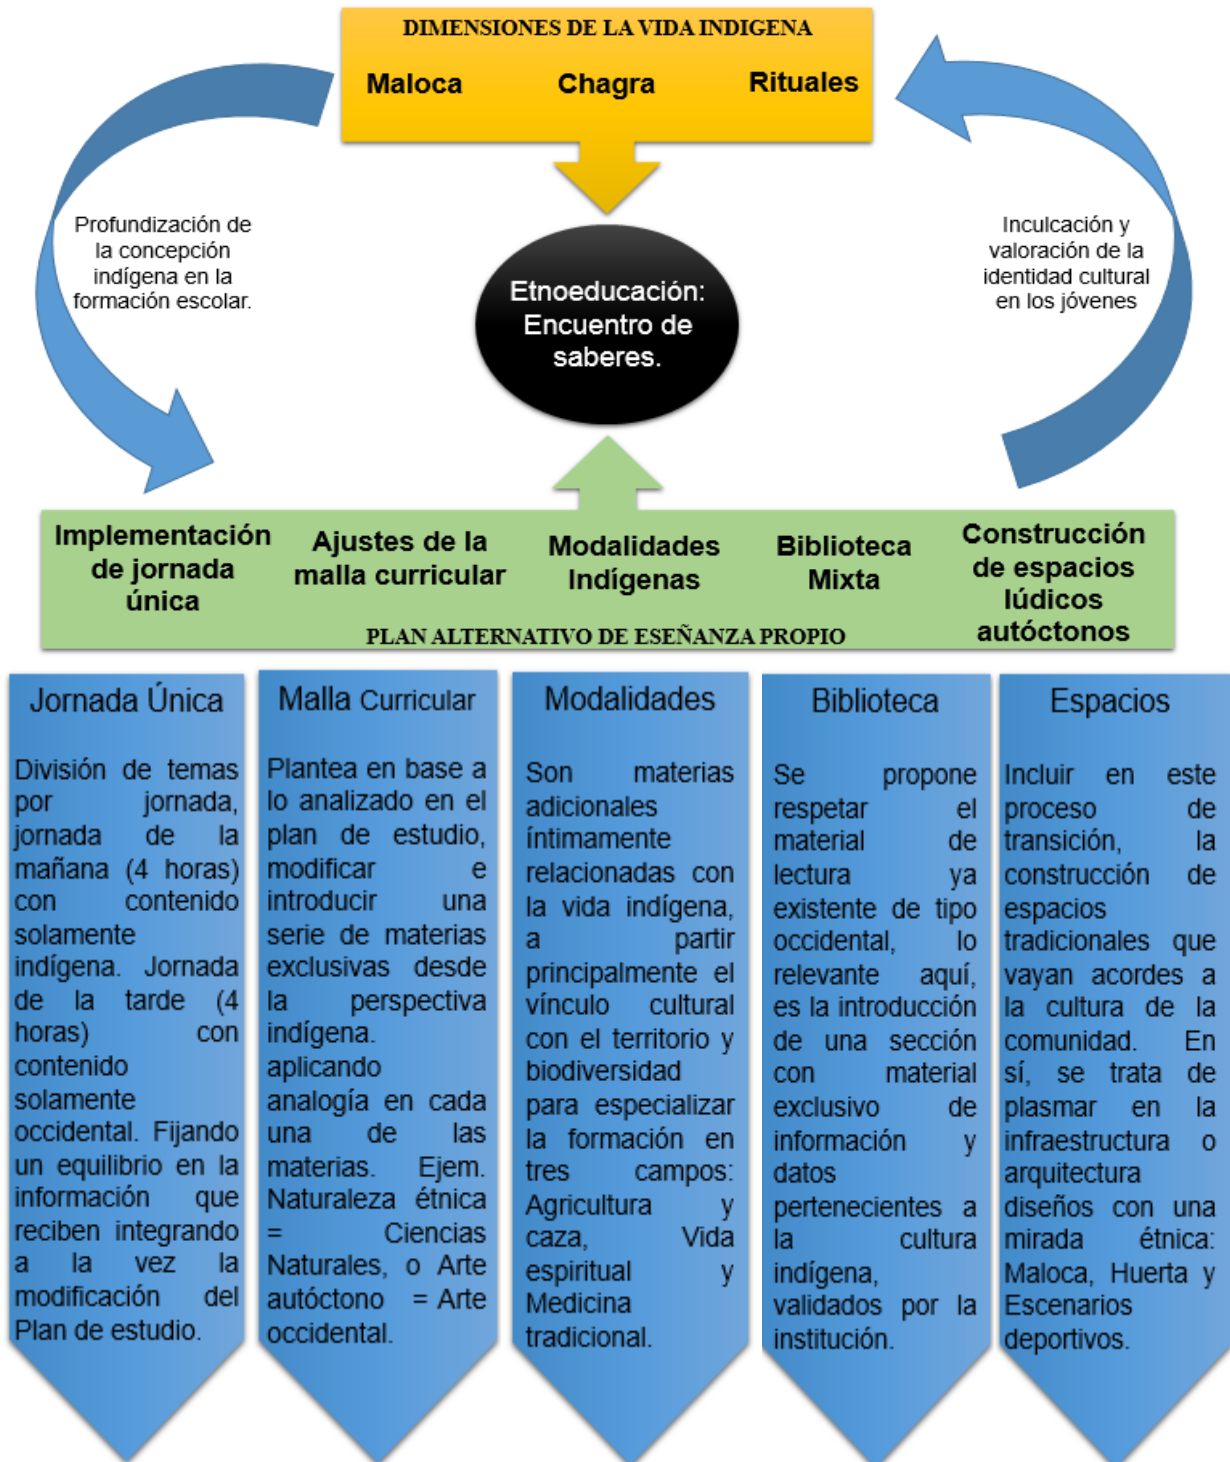 DIMENSIONES DE LA VIDA INDIGENA
Maloca Chagra Rituales
Profundización de
la concepción
indígena en la
formación escolar.
Etnoeducación:
Encuentro de
saberes.
Inculcación y
valoración de la
identidad cultural
en los jóvenes
Implementación
de jornada
única
Ajustes de la
malla curricular
Modalidades
Indígenas
Biblioteca
Mixta
Construcción
de espacios
lúdicos
autóctonos
PLAN ALTERNATIVO DE ESEÑANZA PROPIO
Jornada Única
División de temas
por jornada,
jornada de la
mañana (4 horas)
con contenido
solamente
indígena. Jornada
de la tarde (4
horas) con
contenido
solamente
occidental. Fijando
un equilibrio en la
información que
reciben integrando
a la vez la
modificación del
Plan de estudio.
Malla Curricular
Plantea en base a
lo analizado en el
plan de estudio,
modificar e
introducir una
serie de materias
exclusivas desde
la perspectiva
indígena.
aplicando
analogía en cada
una de las
materias. Ejem.
Naturaleza étnica
= Ciencias
Naturales, o Arte
autóctono = Arte
occidental.
Modalidades
Son materias
adicionales
íntimamente
relacionadas con
la vida indígena,
a partir
principalmente el
vínculo cultural
con el territorio y
biodiversidad
para especializar
la formación en
tres campos:
Agricultura y
caza, Vida
espiritual y
Medicina
tradicional.
Biblioteca
Se propone
respetar el
material de
lectura ya
existente de tipo
occidental, lo
relevante aquí,
es la introducción
de una sección
con material
exclusivo de
información y
datos
pertenecientes a
la cultura
indígena,
validados por la
institución.
Espacios
Incluir en este
proceso de
transición, la
construcción de
espacios
tradicionales que
vayan acordes a
la cultura de la
comunidad. En
sí, se trata de
plasmar en la
infraestructura o
arquitectura
diseños con una
mirada étnica:
Maloca, Huerta y
Escenarios
deportivos.